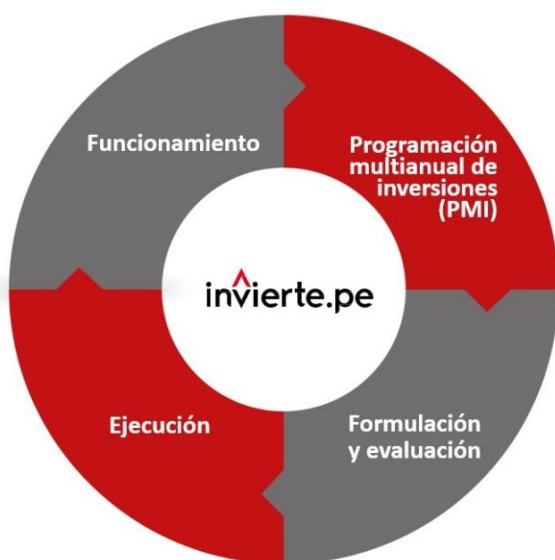 Funcionamiento
Programación
multianual de
inversiones
(PMI)
invierte.pe
Ejecución
Formulación
y evaluación